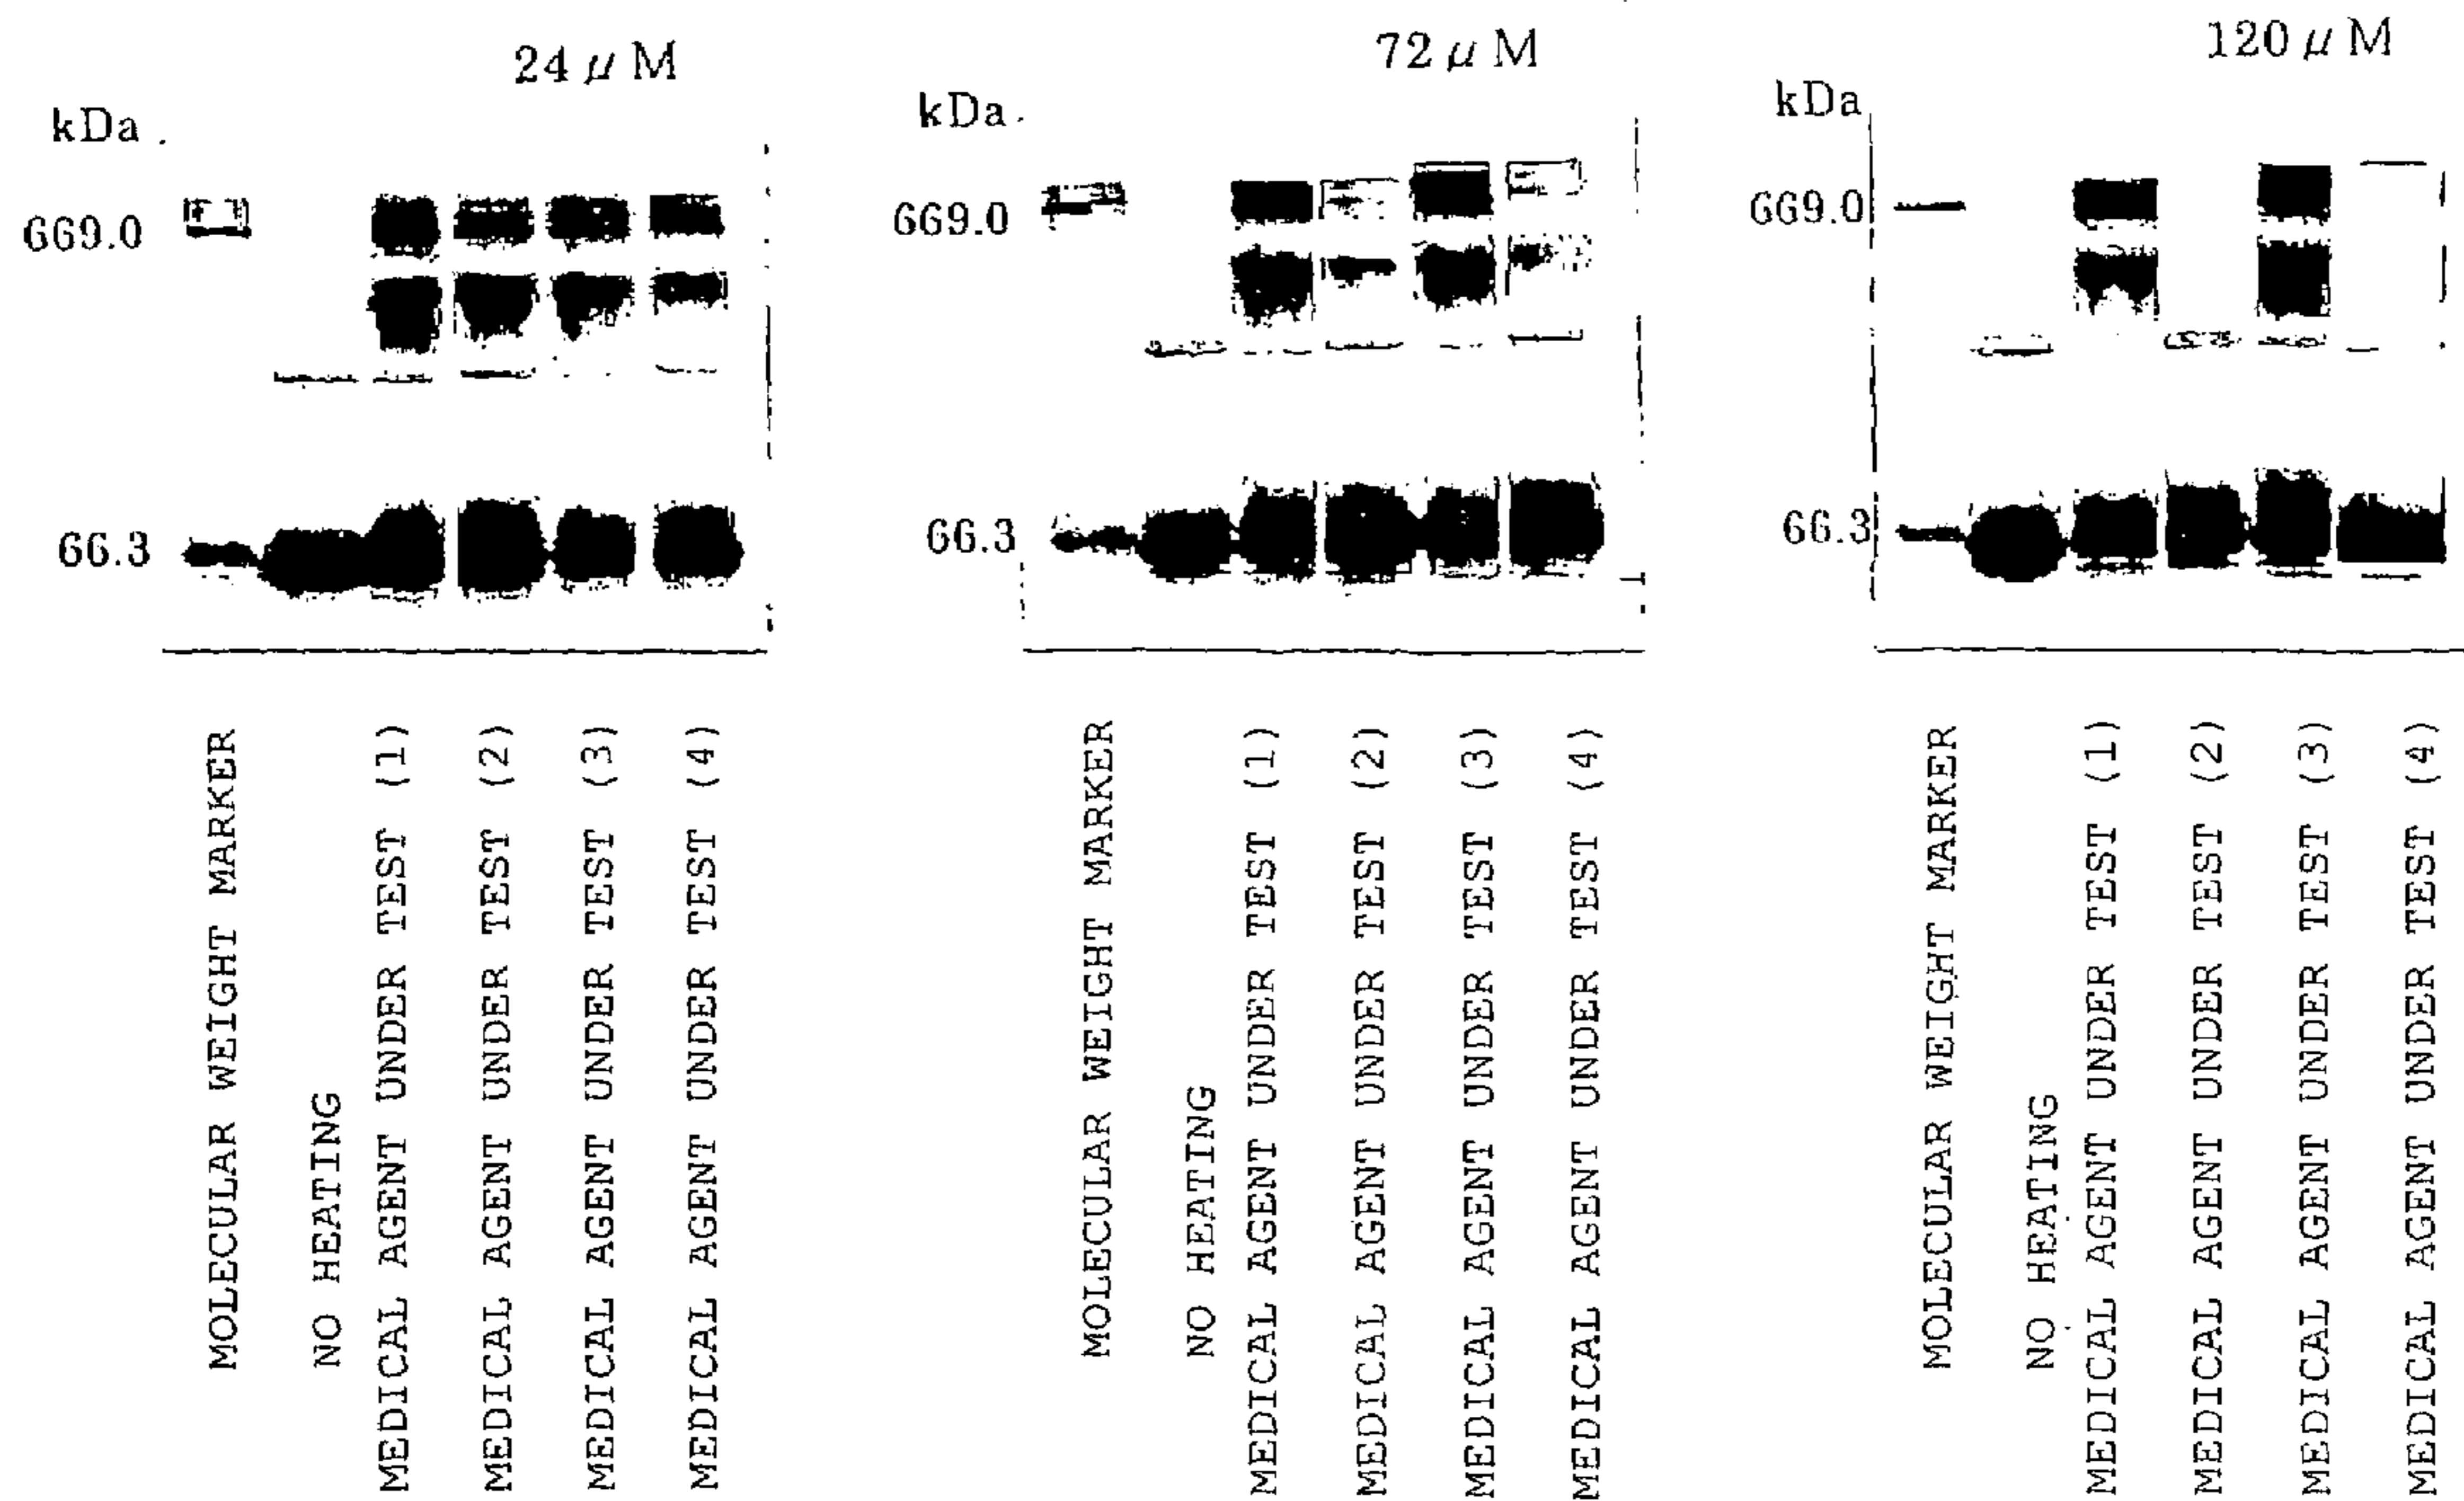 24 μ M
kDa
669.0
66.3
MOLECULAR WEIGHT MARKER
NO HEATING
MEDICAL AGENT UNDER TEST (1)
MEDICAL AGENT UNDER TEST (2)
MEDICAL AGENT UNDER TEST (3)
MEDICAL AGENT UNDER TEST (4)
72 μ M
kDa
669.0
66.3
MOLECULAR WEIGHT MARKER
NO HEATING
MEDICAL AGENT UNDER TEST (1)
MEDICAL AGENT UNDER TEST (2)
MEDICAL AGENT UNDER TEST (3)
MEDICAL AGENT UNDER TEST (4)
120 μ M
kDa
669.0
66.3
MOLECULAR WEIGHT MARKER
NO HEATING
MEDICAL AGENT UNDER TEST (1)
MEDICAL AGENT UNDER TEST (2)
MEDICAL AGENT UNDER TEST (3)
MEDICAL AGENT UNDER TEST (4)